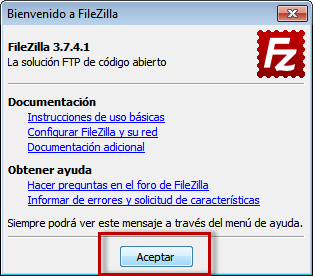 Bienvenido a FileZilla
FileZilla 3.7.4.1
La solución FTP de código abierto
Fz
Documentación
Instrucciones de uso básicas
Configurar FileZilla y su red
Documentación adicional
Obtener ayuda
Hacer preguntas en el foro de FileZilla
Informar de errores y solicitud de características
Siempre podrá ver este mensaje a través del menú de ayuda.
Aceptar